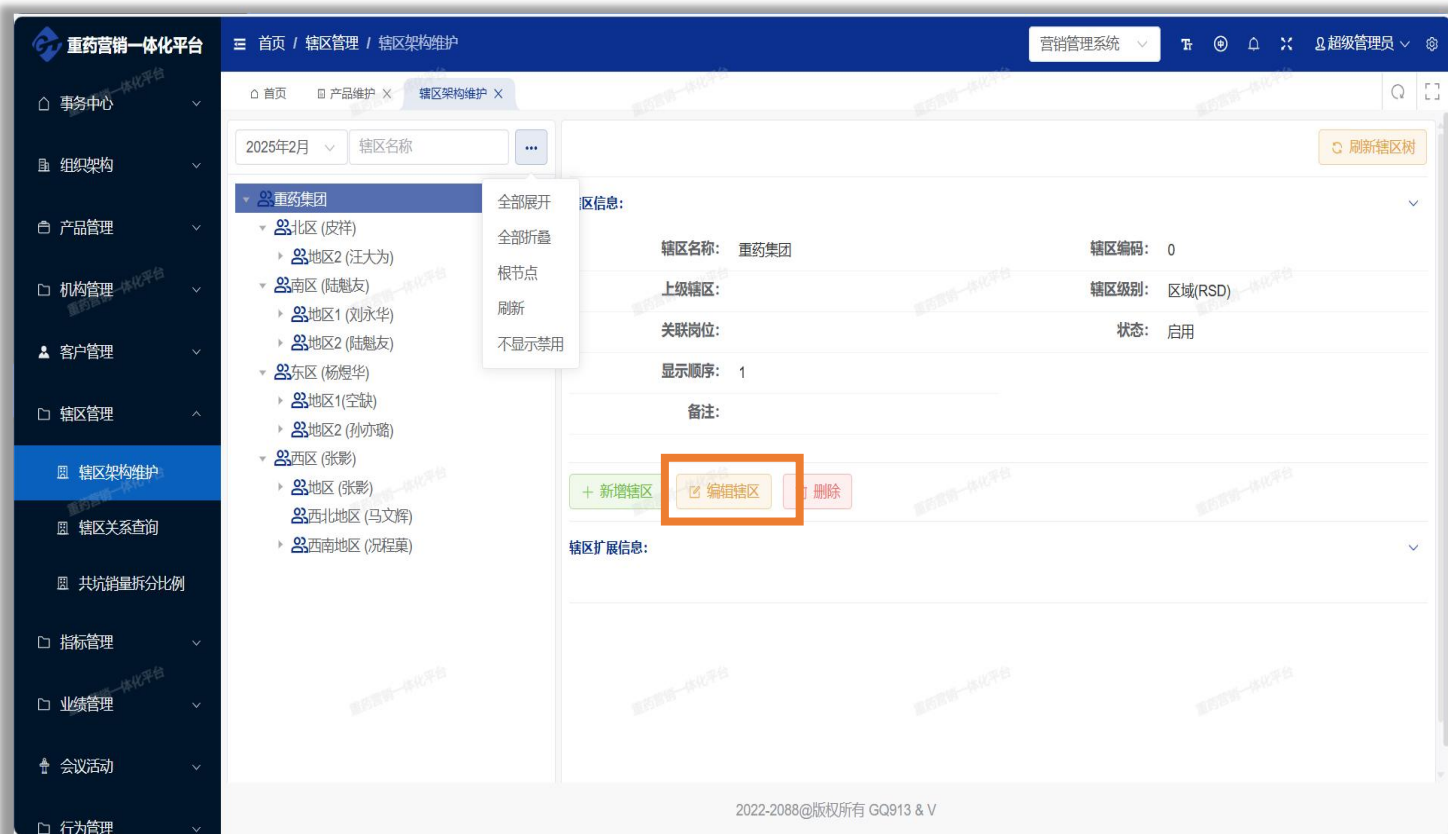 重药营销一体化平台
首页 / 辖区管理 / 辖区架构维护
营销管理系统
超级管理员
首页
产品维护 X
辖区架构维护 X
事务中心
组织架构
产品管理
机构管理
客户管理
辖区管理
辖区架构维护
辖区关系查询
共坑销量拆分比例
指标管理
业绩管理
会议活动
行为管理
2025年2月
辖区名称
...
重药集团
北区 (皮祥)
地区2 (汪大为)
南区 (陆魁友)
地区1 (刘永华)
地区2 (陆魁友)
东区 (杨煜华)
地区1(空缺)
地区2 (孙亦璐)
西区 (张影)
地区 (张影)
西北地区 (马文辉)
西南地区 (况程菓)
全部展开
全部折叠
根节点
刷新
不显示禁用
刷新辖区树
区信息:
辖区名称: 重药集团
辖区编码: 0
上级辖区:
辖区级别: 区域(RSD)
关联岗位:
状态: 启用
显示顺序: 1
备注:
+ 新增辖区
编辑辖区
删除
辖区扩展信息:
2022-2088@版权所有 GQ913 & V